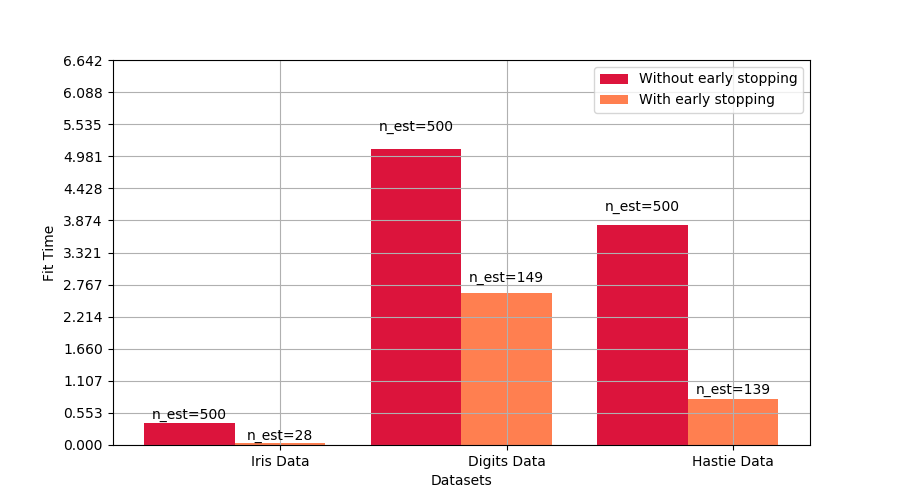 6.642
6.088
5.535
4.981
4.428
3.874
3.321
2.767
2.214
1.660
1.107
0.553
0.000
Fit Time
Without early stopping
With early stopping
n_est=500
n_est=28
n_est=500
n_est=149
n_est=500
n_est=139
Iris Data
Digits Data
Hastie Data
Datasets